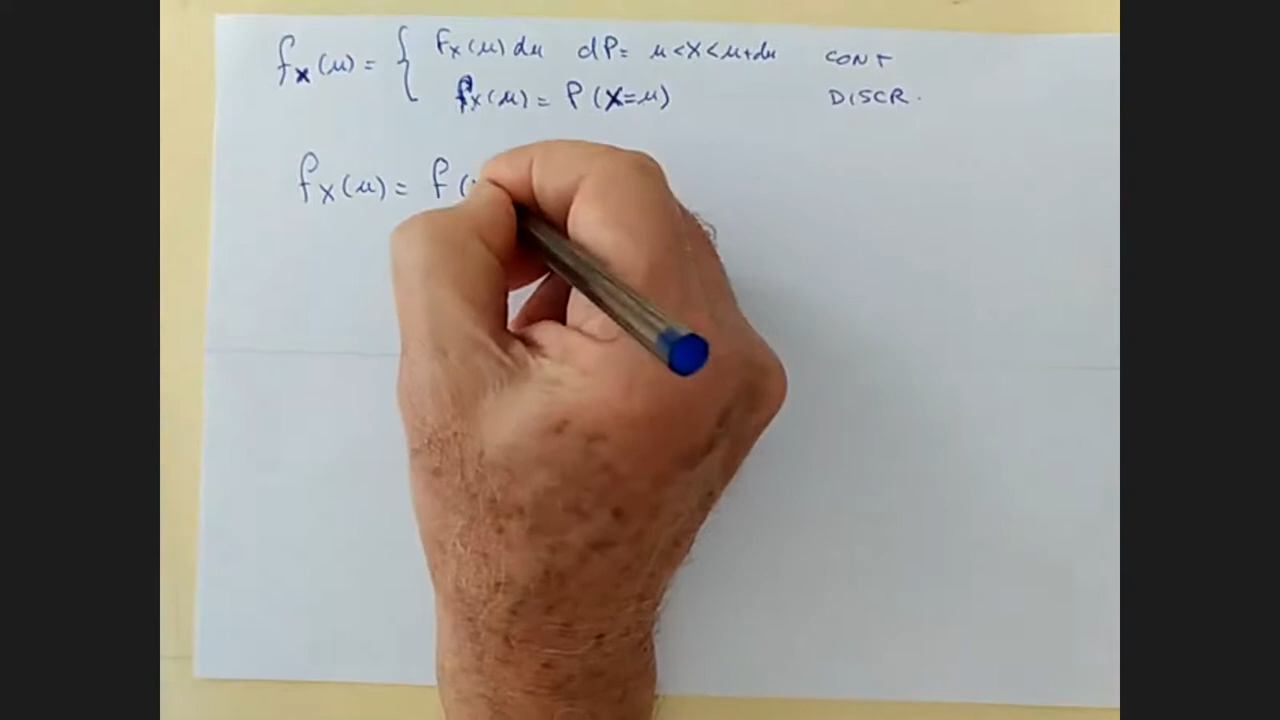 fx(u) = { fx(u) du dP= u<X<u+du CONT
fx(u) = P(X=u) DISCR.
fx(u) = f(